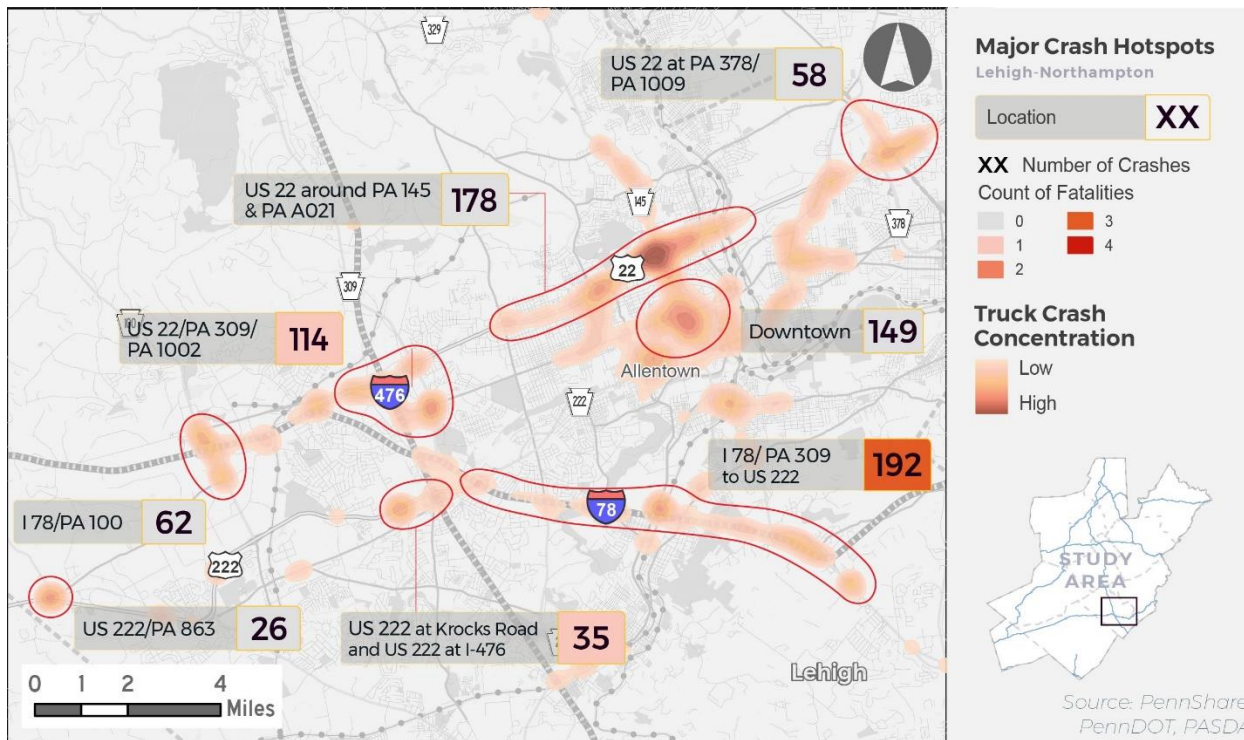 329
US 22 at PA 378/
PA 1009
58
US 22 around PA 145
& PA A021
178
145
378
22
309
US 22/PA 309/
PA 1002
114
Downtown
149
Allentown
476
222
I 78/ PA 309
to US 222
192
78
I 78/PA 100
62
222
US 222/PA 863
26
US 222 at Krocks Road
and US 222 at I-476
35
Lehigh
0 1 2 4
Miles
Major Crash Hotspots
Lehigh-Northampton
Location
XX
XX Number of Crashes
Count of Fatalities
0 3
1 4
2
Truck Crash
Concentration
Low
High
STUDY
AREA
Source: PennShare
PennDOT, PASDA